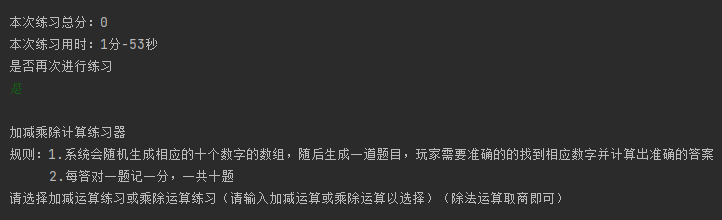 本次练习总分：0
本次练习用时：1分-53秒
是否再次进行练习
是
加减乘除计算练习器
规则：1.系统会随机生成相应的十个数字的数组，随后生成一道题目，玩家需要准确的的找到相应数字并计算出准确的答案
2.每答对一题记一分，一共十题
请选择加减运算练习或乘除运算练习（请输入加减运算或乘除运算以选择）（除法运算取商即可）